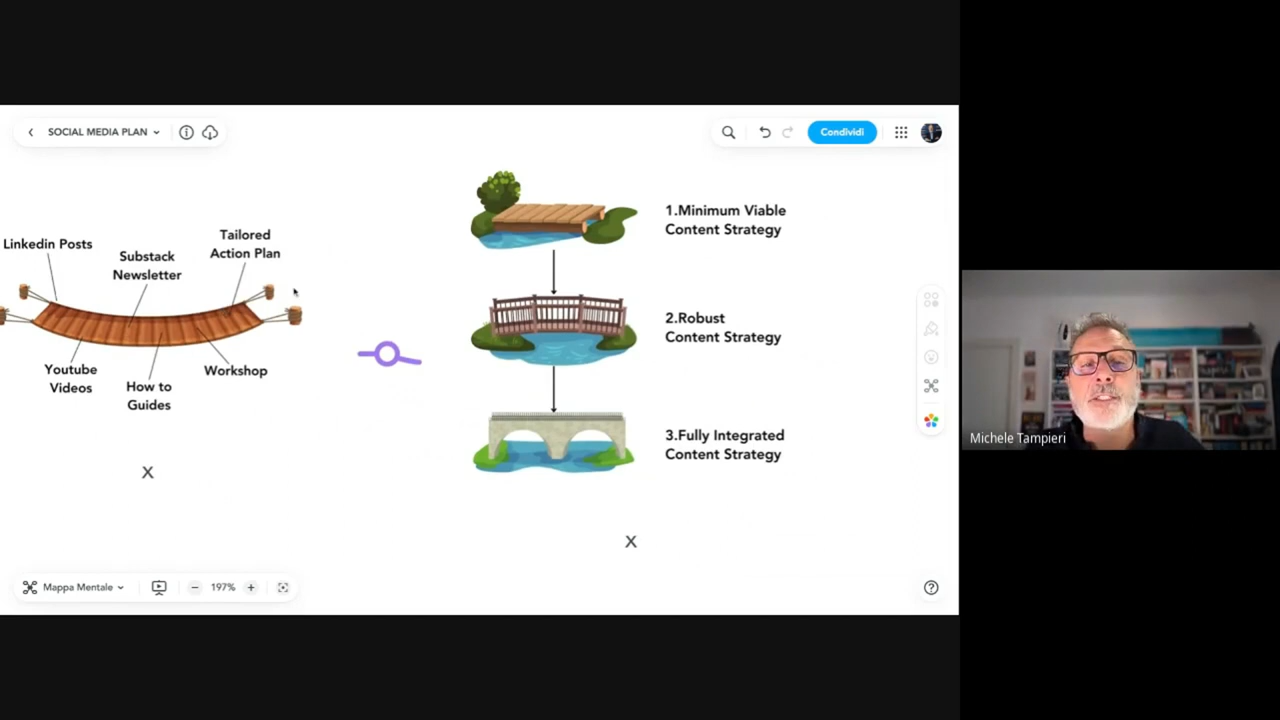 SOCIAL MEDIA PLAN
Condividi
Linkedin Posts
Substack
Newsletter
Tailored
Action Plan
Youtube
Videos
How to
Guides
Workshop
X
1.Minimum Viable
Content Strategy
2.Robust
Content Strategy
3.Fully Integrated
Content Strategy
X
Mappa Mentale
197%
Michele Tampieri